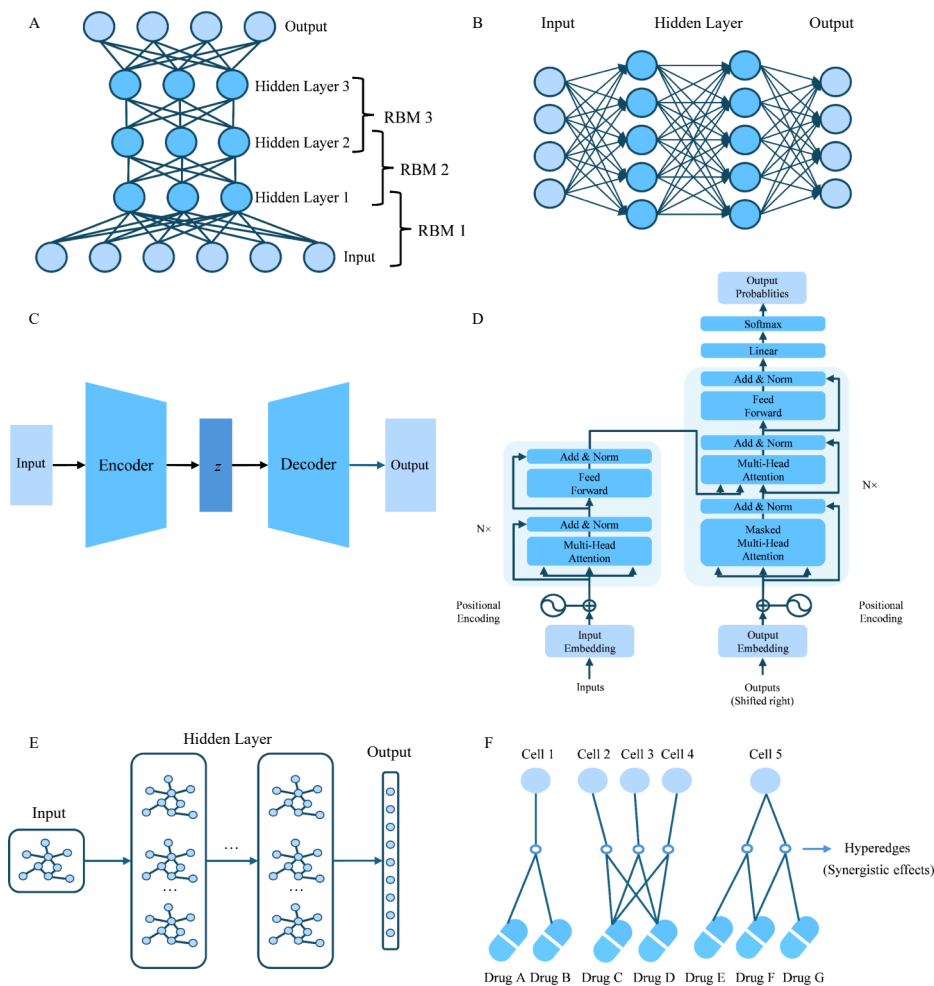 A
Output
Hidden Layer 3
RBM 3
Hidden Layer 2
RBM 2
Hidden Layer 1
RBM 1
Input
B
Input
Hidden Layer
Output
C
Input
Encoder
z
Decoder
Output
D
Output
Probablities
Softmax
Linear
Add & Norm
Feed
Forward
Add & Norm
Multi-Head
Attention
Add & Norm
Masked
Multi-Head
Attention
N×
Add & Norm
Feed
Forward
Add & Norm
Multi-Head
Attention
N×
Positional
Encoding
Positional
Encoding
Input
Embedding
Output
Embedding
Inputs
Outputs
(Shifted right)
E
Hidden Layer
Output
Input
...
...
...
F
Cell 1
Cell 2
Cell 3
Cell 4
Cell 5
Hyperedges
(Synergistic effects)
Drug A
Drug B
Drug C
Drug D
Drug E
Drug F
Drug G